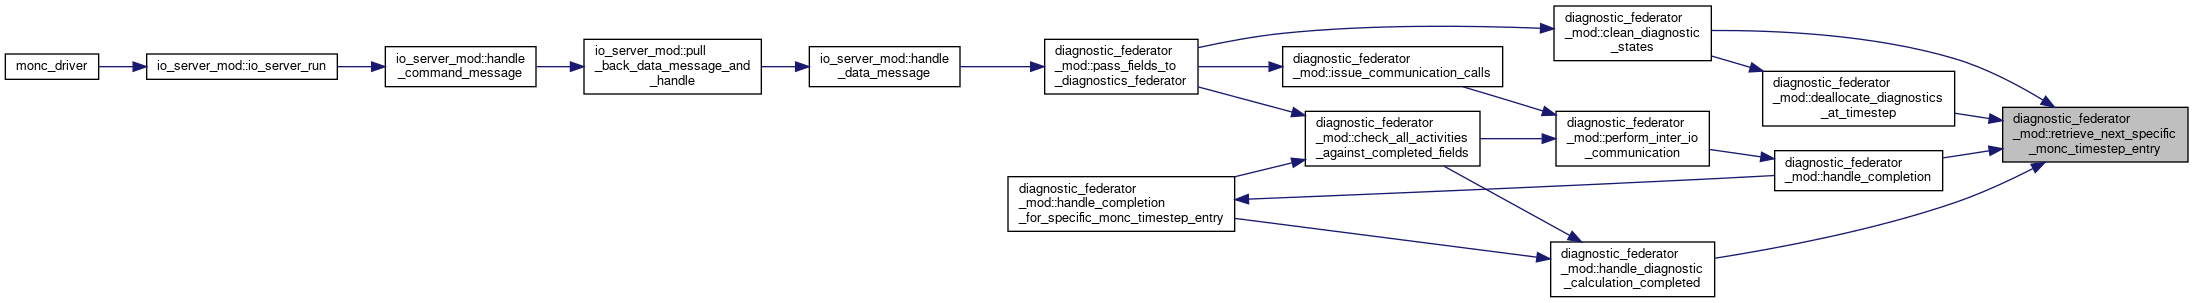 monc_driver
io_server_mod::io_server_run
io_server_mod::handle
_command_message
io_server_mod::pull
_back_data_message_and
_handle
io_server_mod::handle
_data_message
diagnostic_federator
_mod::pass_fields_to
_diagnostics_federator
diagnostic_federator
_mod::issue_communication_calls
diagnostic_federator
_mod::check_all_activities
_against_completed_fields
diagnostic_federator
_mod::handle_completion
_for_specific_monc_timestep_entry
diagnostic_federator
_mod::clean_diagnostic
_states
diagnostic_federator
_mod::perform_inter_io
_communication
diagnostic_federator
_mod::handle_diagnostic
_calculation_completed
diagnostic_federator
_mod::deallocate_diagnostics
_at_timestep
diagnostic_federator
_mod::handle_completion
diagnostic_federator
_mod::retrieve_next_specific
_monc_timestep_entry